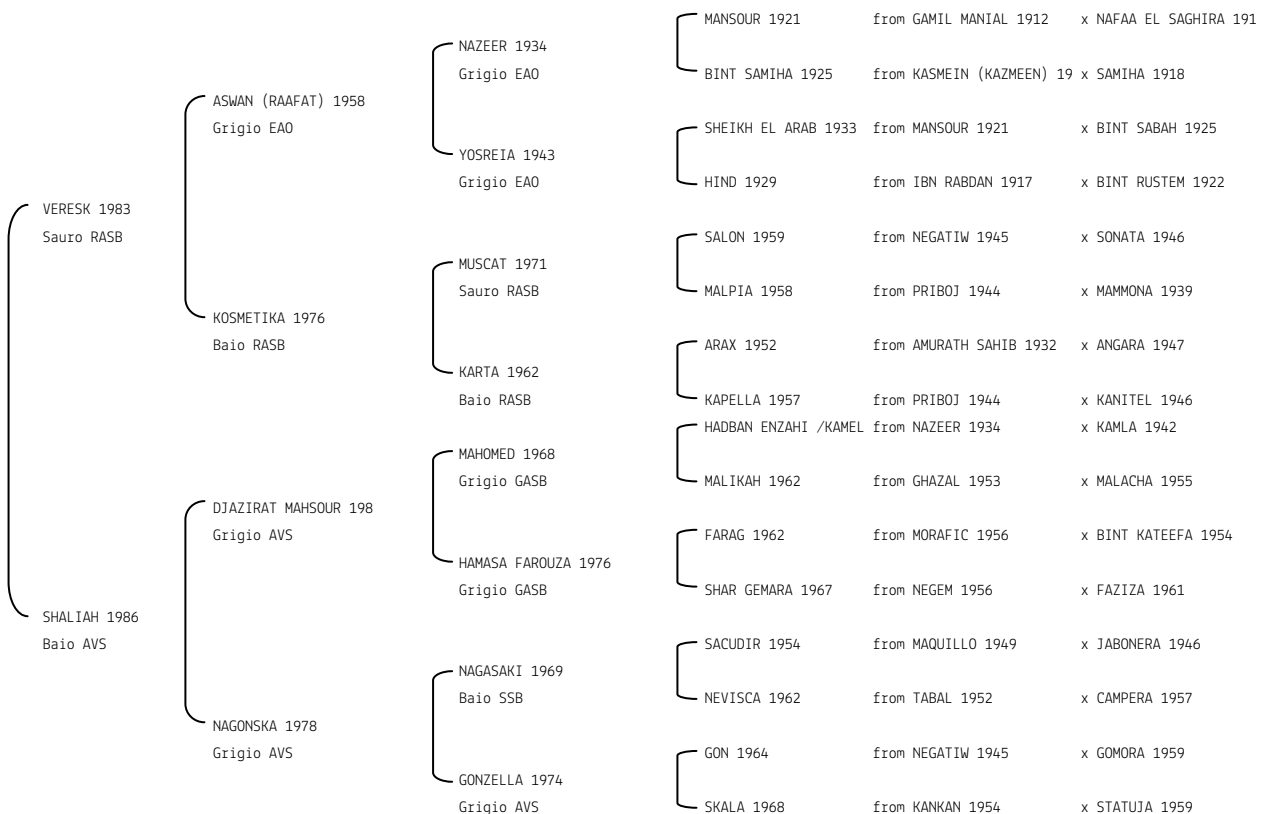 MANSOUR 1921 from GAMIL MANIAL 1912 x NAFAA EL SAGHIRA 191
NAZEER 1934
Grigio EAO BINT SAMIHA 1925 from KASMEIN (KAZMEEN) 19 x SAMIHA 1918
ASWAN (RAAFAT) 1958
Grigio EAO SHEIKH EL ARAB 1933 from MANSOUR 1921 x BINT SABAH 1925
YOSREIA 1943
Grigio EAO HIND 1929 from IBN RABDAN 1917 x BINT RUSTEM 1922
VERESK 1983
Sauro RASB SALON 1959 from NEGATIW 1945 x SONATA 1946
MUSCAT 1971
Sauro RASB MALPIA 1958 from PRIBOJ 1944 x MAMMONA 1939
KOSMETIKA 1976
Baio RASB ARAX 1952 from AMURATH SAHIB 1932 x ANGARA 1947
KARTA 1962
Baio RASB KAPELLA 1957 from PRIBOJ 1944 x KANITEL 1946
HADBAN ENZAHI /KAMEL from NAZEER 1934 x KAMLA 1942
MAHOMED 1968
Grigio GASB MALIKAH 1962 from GHAZAL 1953 x MALACHA 1955
DJAZIRAT MAHSOUR 198
Grigio AVS FARAG 1962 from MORAFIC 1956 x BINT KATEEFA 1954
HAMASA FAROUZA 1976
Grigio GASB SHAR GEMARA 1967 from NEGEM 1956 x FAZIZA 1961
SHALIAH 1986
Baio AVS SACUDIR 1954 from MAQUILLO 1949 x JABONERA 1946
NAGASAKI 1969
Baio SSB NEVISCA 1962 from TABAL 1952 x CAMPERA 1957
NAGONSKA 1978
Grigio AVS GON 1964 from NEGATIW 1945 x GOMORA 1959
GONZELLA 1974
Grigio AVS SKALA 1968 from KANKAN 1954 x STATUJA 1959